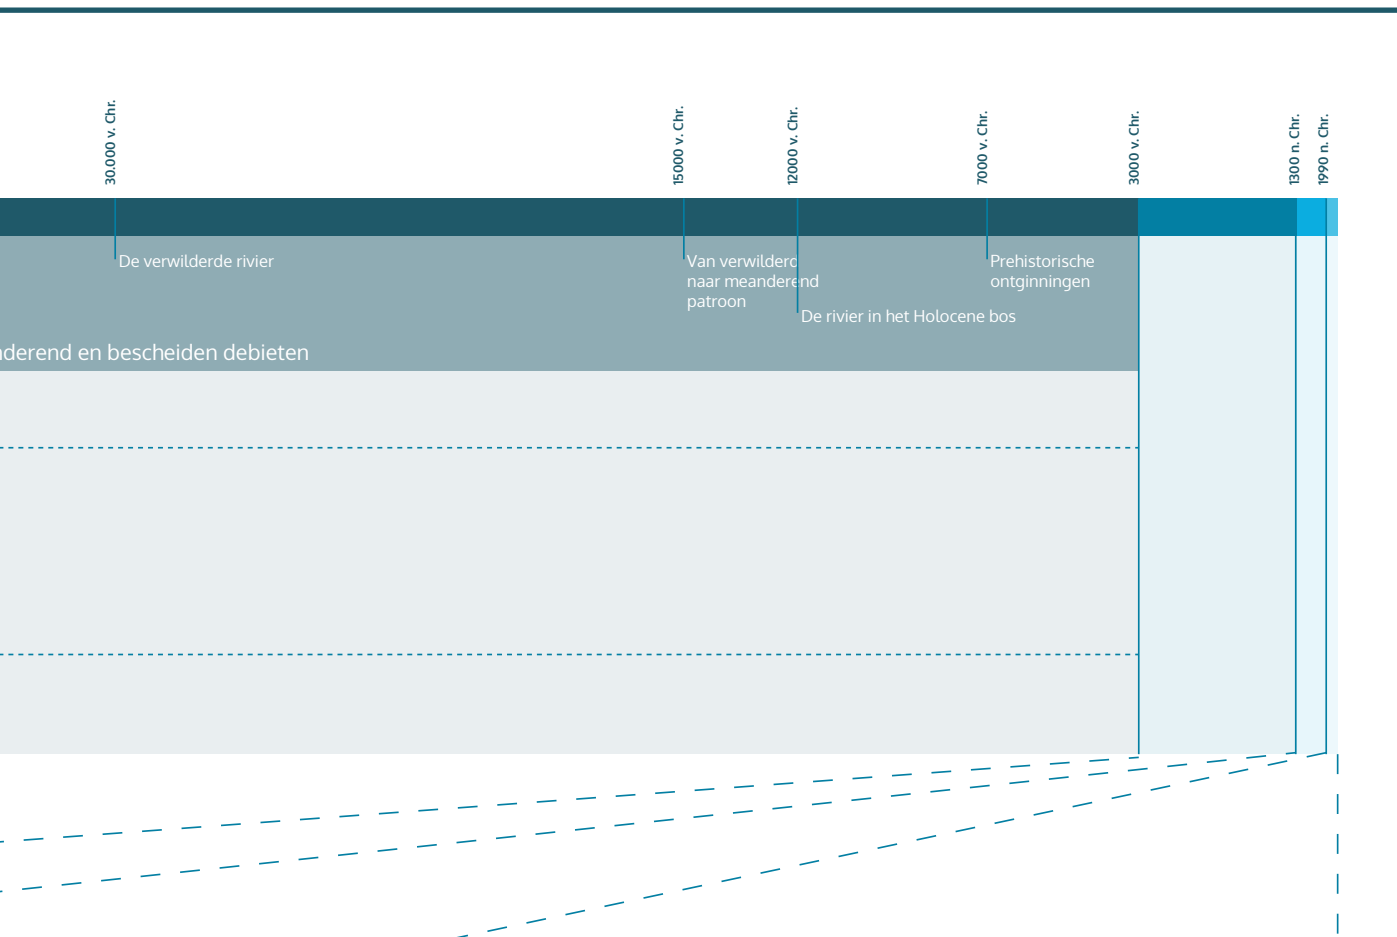 30.000 v. Chr.
15000 v. Chr.
12000 v. Chr.
7000 v. Chr.
3000 v. Chr.
1300 n. Chr.
1990 n. Chr.
De verwilderde rivier
Van verwilderd
naar meanderend
patroon
De rivier in het Holocene bos
Prehistorische
ontginningen
en bescheiden debieten